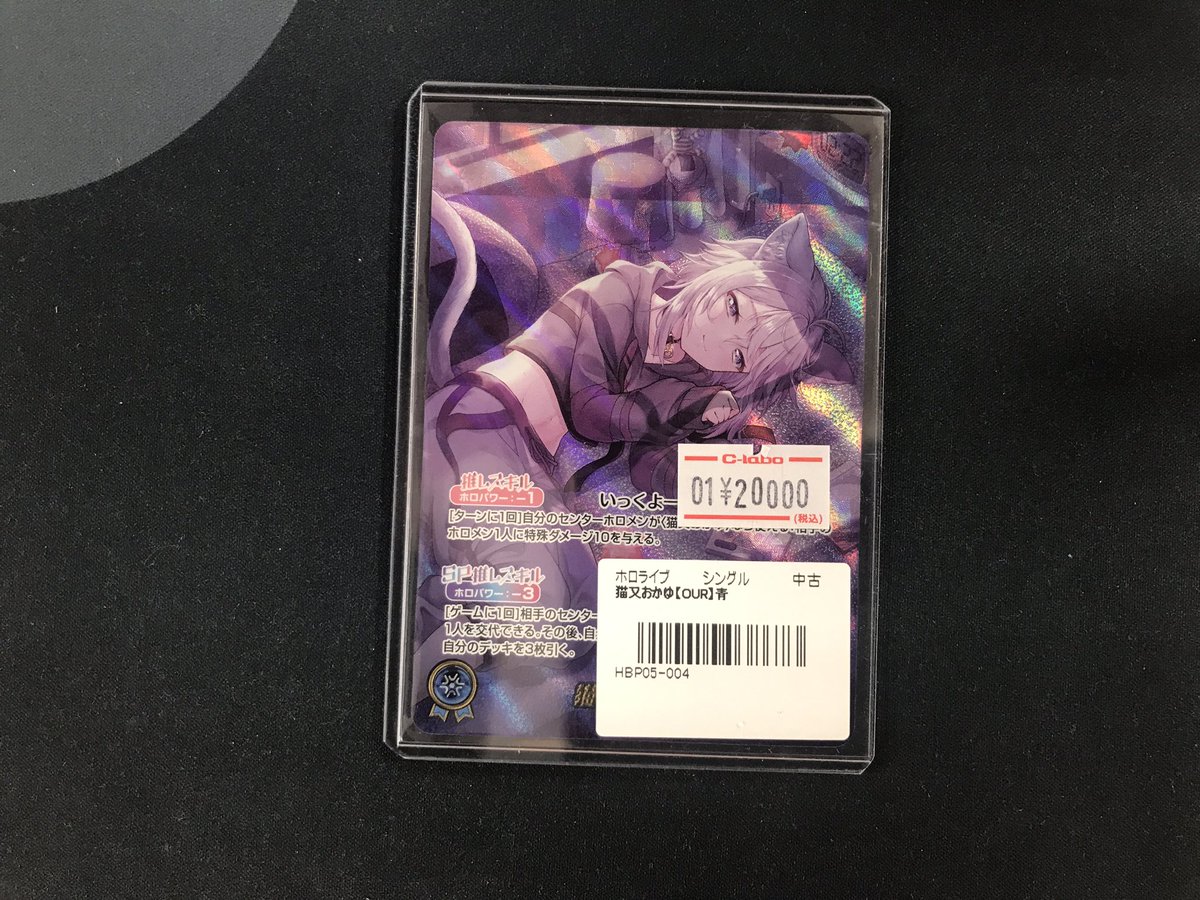 推しスキル
ホロパワー:-1
いっくよー
[ターンに1回]自分のセンターホロメンが〈猫
ホロメン1人に特殊ダメージ10を与える。
C-labo
01¥20000
(税込)
SP推しスキル
ホロパワー:-3
[ゲームに1回]相手のセンター
1人を交代できる。その後、自
自分のデッキを3枚引く。
ホロライブ シングル 中古
猫又おかゆ【OUR】青
HBP05-004